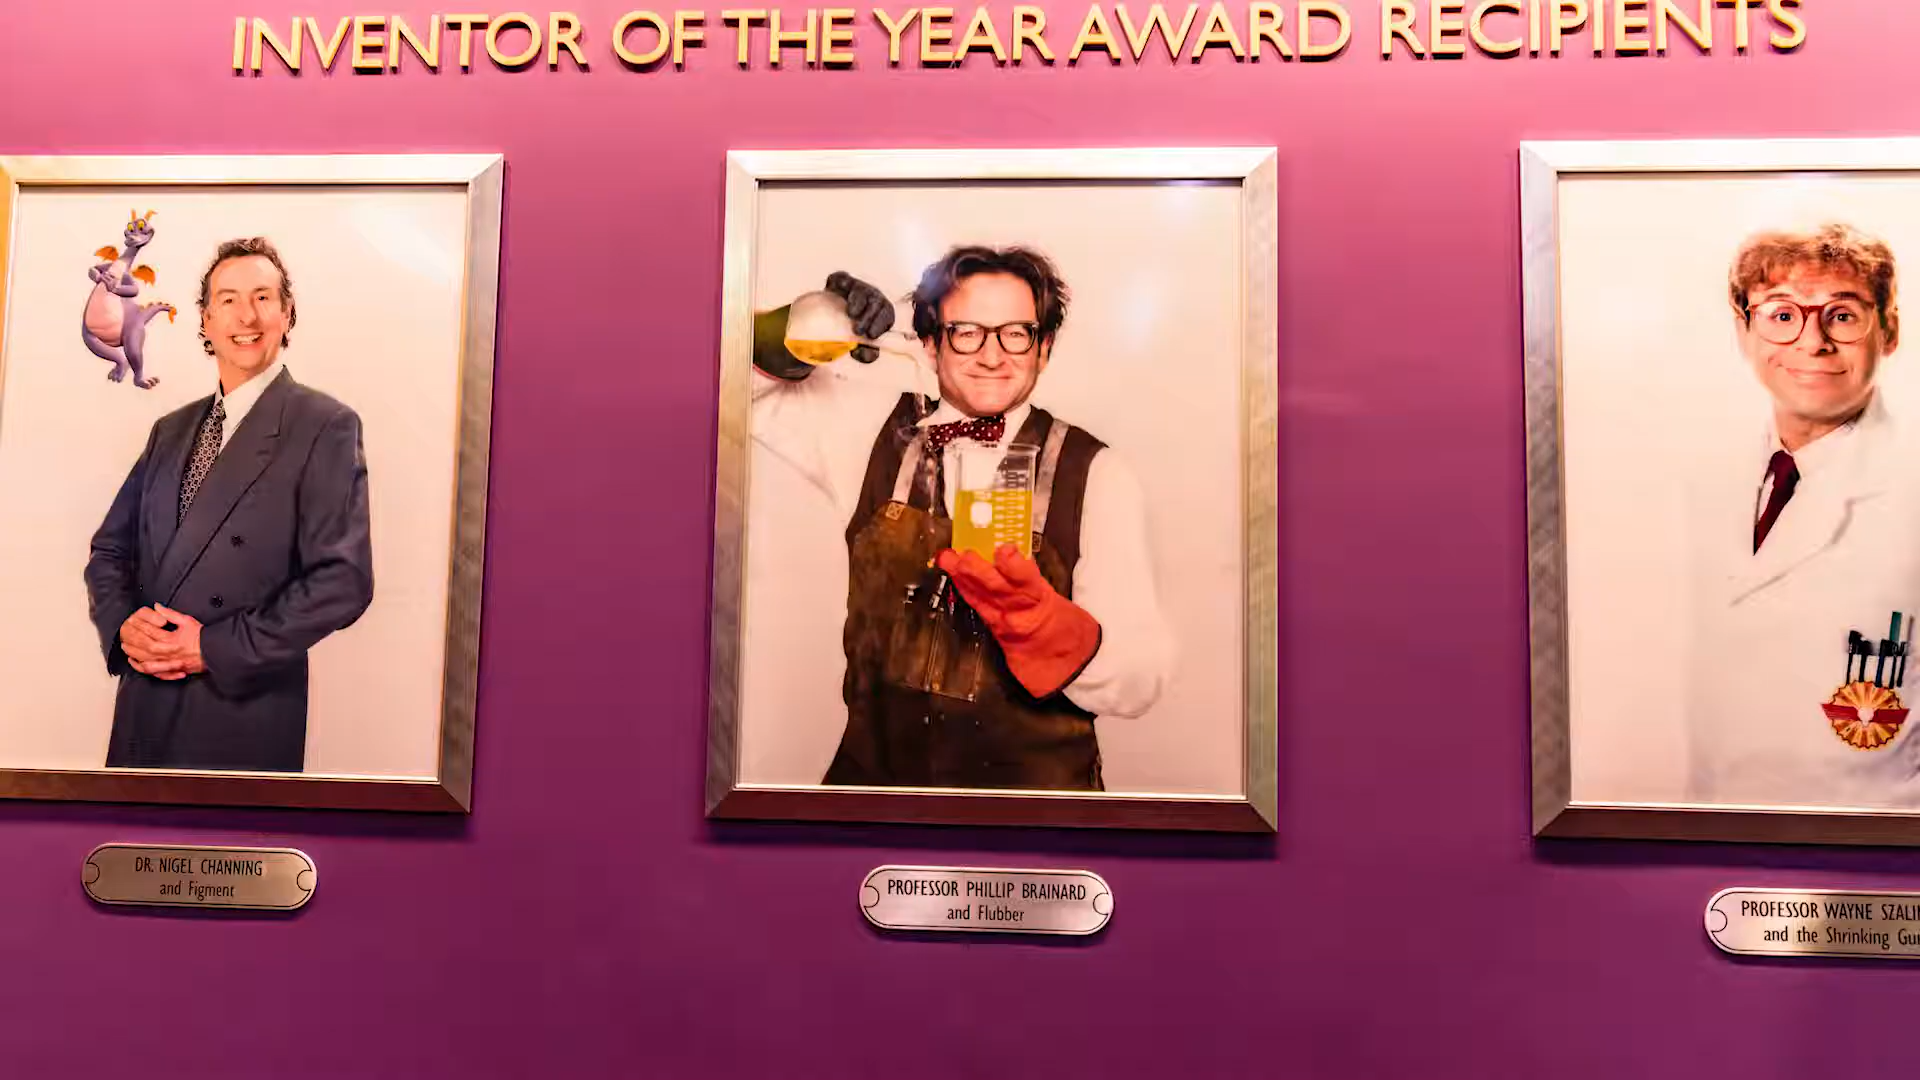 INVENTOR OF THE YEAR AWARD RECIPIENTS
DR. NIGEL CHANNING
and Figment
PROFESSOR PHILLIP BRAINARD
and Flubber
PROFESSOR WAYNE
and the Shrinking